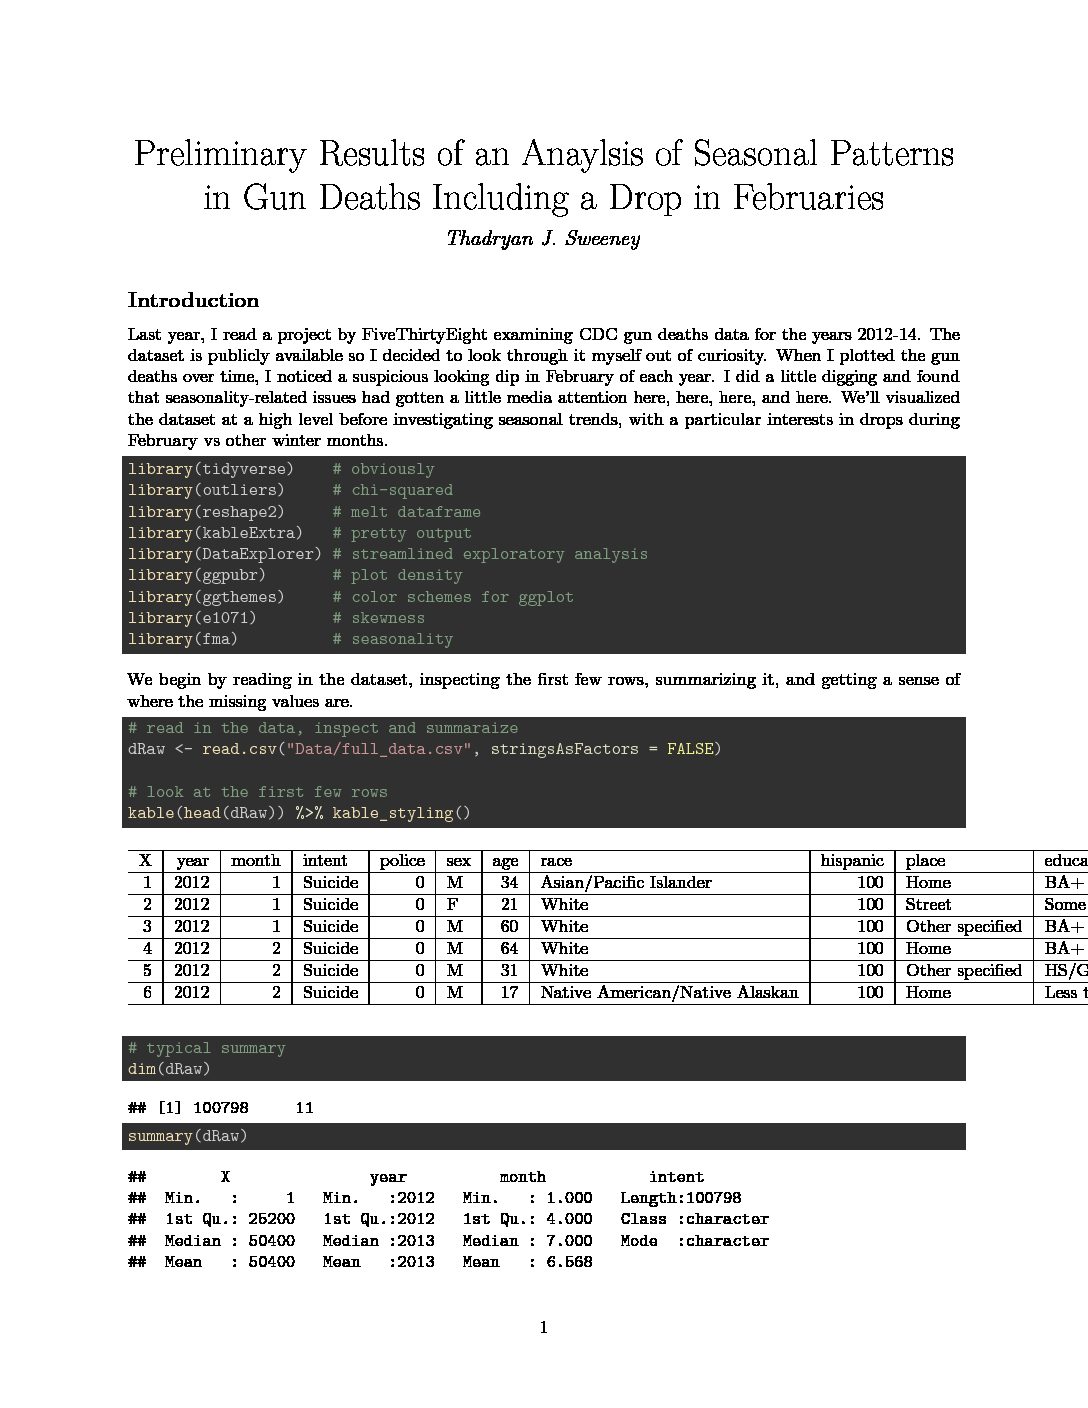 Preliminary Results of an Anaylsis of Seasonal Patterns
in Gun Deaths Including a Drop in Februaries
Thadryan J. Sweeney
Introduction
Last year, I read a project by FiveThirtyEight examining CDC gun deaths data for the years 2012-14. The
dataset is publicly available so I decided to look through it myself out of curiosity. When I plotted the gun
deaths over time, I noticed a suspicious looking dip in February of each year. I did a little digging and found
that seasonality-related issues had gotten a little media attention here, here, here, and here. We'll visualized
the dataset at a high level before investigating seasonal trends, with a particular interests in drops during
February vs other winter months.
library(tidyverse)    # obviously
library(outliers)     # chi-squared
library(reshape2)     # melt dataframe
library(kableExtra)   # pretty output
library(DataExplorer) # streamlined exploratory analysis
library(ggpubr)       # plot density
library(ggthemes)     # color schemes for ggplot
library(e1071)        # skewness
library(fma)          # seasonality
We begin by reading in the dataset, inspecting the first few rows, summarizing it, and getting a sense of
where the missing values are.
# read in the data, inspect and summaraize
dRaw <- read.csv("Data/full_data.csv", stringsAsFactors = FALSE)
# look at the first few rows
kable(head(dRaw)) %>% kable_styling()
X year month intent police sex age race hispanic place educa
1 2012 1 Suicide 0 M 34 Asian/Pacific Islander 100 Home BA+
2 2012 1 Suicide 0 F 21 White 100 Street Some
3 2012 1 Suicide 0 M 60 White 100 Other specified BA+
4 2012 2 Suicide 0 M 64 White 100 Home BA+
5 2012 2 Suicide 0 M 31 White 100 Other specified HS/G
6 2012 2 Suicide 0 M 17 Native American/Native Alaskan 100 Home Less t
# typical summary
dim(dRaw)
## [1] 100798     11
summary(dRaw)
##        X               year          month           intent
##  Min.   :     1   Min.   :2012   Min.   : 1.000   Length:100798
##  1st Qu.: 25200   1st Qu.:2012   1st Qu.: 4.000   Class :character
##  Median : 50400   Median :2013   Median : 7.000   Mode  :character
##  Mean   : 50400   Mean   :2013   Mean   : 6.568
1